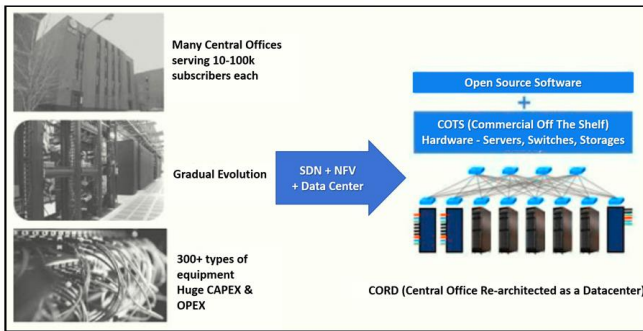 Many Central Offices
serving 10-100k
subscribers each
Gradual Evolution
300+ types of
equipment
Huge CAPEX &
OPEX
SDN + NFV
+ Data Center
Open Source Software
+
COTS (Commercial Off The Shelf)
Hardware - Servers, Switches, Storages
CORD (Central Office Re-architected as a Datacenter)